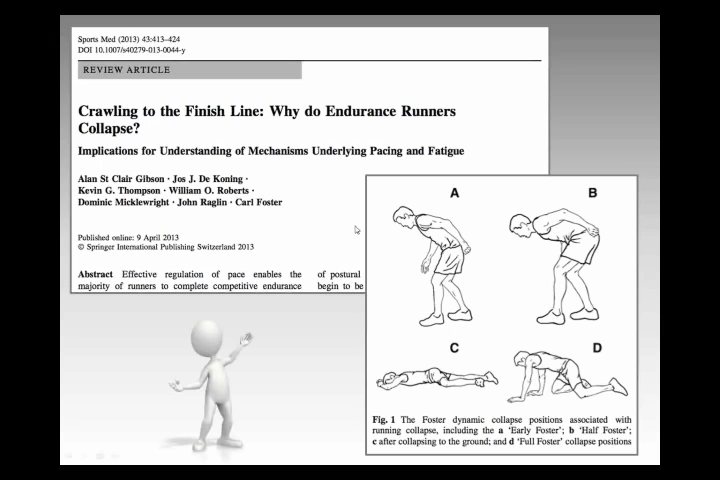 Sports Med (2013) 43:413–424
DOI 10.1007/s40279-013-0044-y
REVIEW ARTICLE
Crawling to the Finish Line: Why do Endurance Runners
Collapse?
Implications for Understanding of Mechanisms Underlying Pacing and Fatigue
Alan St Clair Gibson · Jos J. De Koning ·
Kevin G. Thompson · William O. Roberts ·
Dominic Micklewright · John Raglin · Carl Foster
Published online: 9 April 2013
© Springer International Publishing Switzerland 2013
Abstract Effective regulation of pace enables the
majority of runners to complete competitive endurance
of postural
begin to be
A
B
C
D
Fig. 1 The Foster dynamic collapse positions associated with
running collapse, including the a 'Early Foster'; b 'Half Foster';
c after collapsing to the ground; and d 'Full Foster' collapse positions